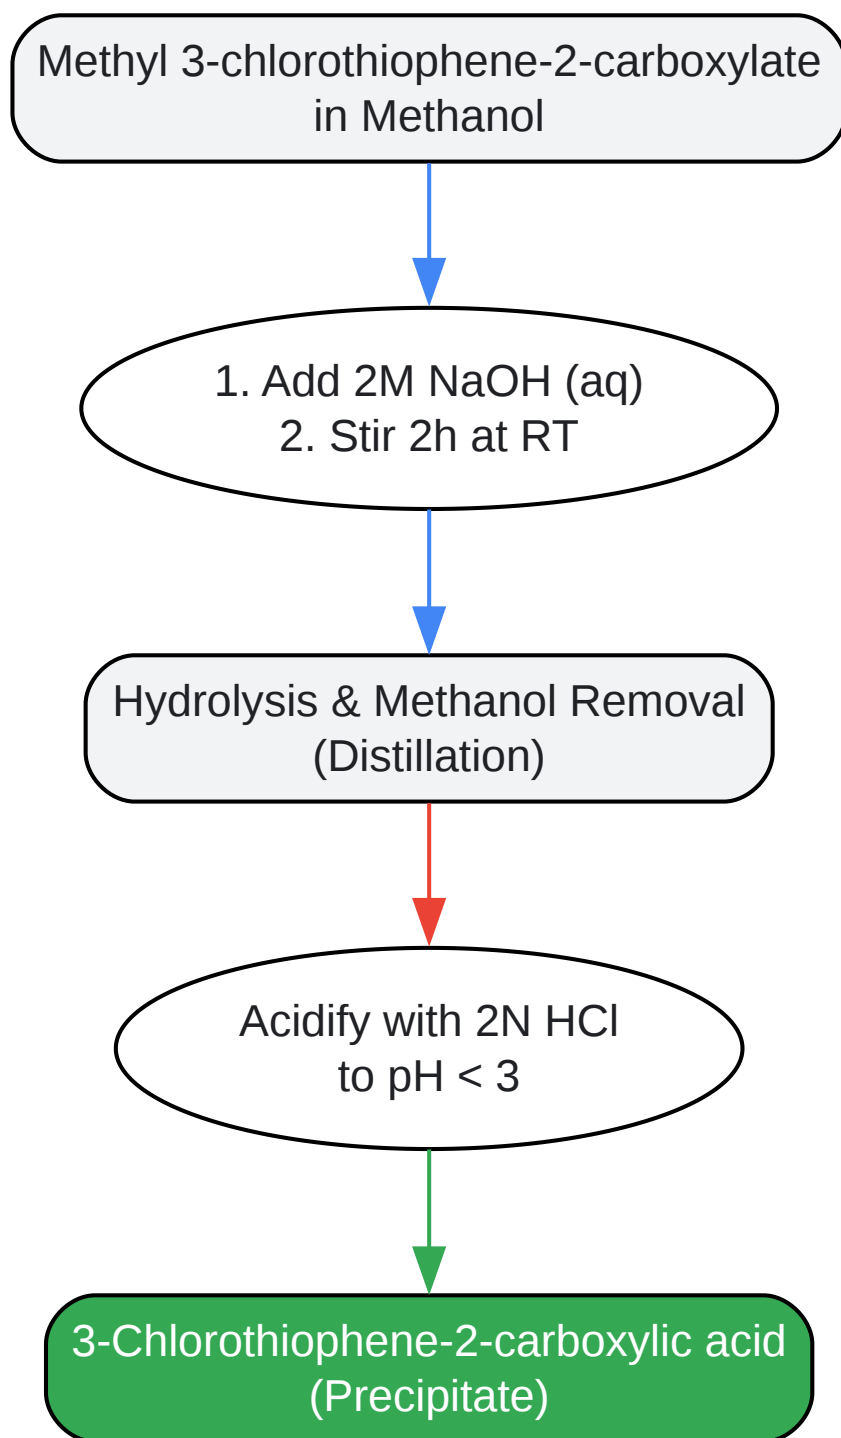 Methyl 3-chlorothiophene-2-carboxylate
in Methanol
1. Add 2M NaOH (aq)
2. Stir 2h at RT
Hydrolysis & Methanol Removal
(Distillation)
Acidify with 2N HCl
to pH < 3
3-Chlorothiophene-2-carboxylic acid
(Precipitate)